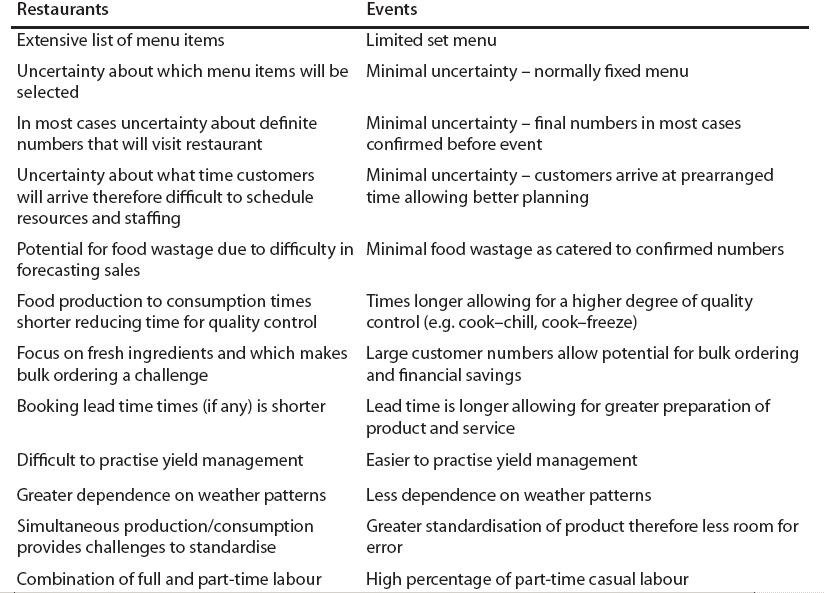 Restaurants Events
Extensive list of menu items Limited set menu
Uncertainty about which menu items will be Minimal uncertainty – normally fixed menu
selected
In most cases uncertainty about definite Minimal uncertainty – final numbers in most cases
numbers that will visit restaurant confirmed before event
Uncertainty about what time customers Minimal uncertainty – customers arrive at prearranged
will arrive therefore difficult to schedule time allowing better planning
resources and staffing
Potential for food wastage due to difficulty in Minimal food wastage as catered to confirmed numbers
forecasting sales
Food production to consumption times Times longer allowing for a higher degree of quality
shorter reducing time for quality control control (e.g. cook–chill, cook–freeze)
Focus on fresh ingredients and which makes Large customer numbers allow potential for bulk ordering
bulk ordering a challenge and financial savings
Booking lead time times (if any) is shorter Lead time is longer allowing for greater preparation of
product and service
Difficult to practise yield management Easier to practise yield management
Greater dependence on weather patterns Less dependence on weather patterns
Simultaneous production/consumption Greater standardisation of product therefore less room for
provides challenges to standardise error
Combination of full and part-time labour High percentage of part-time casual labour